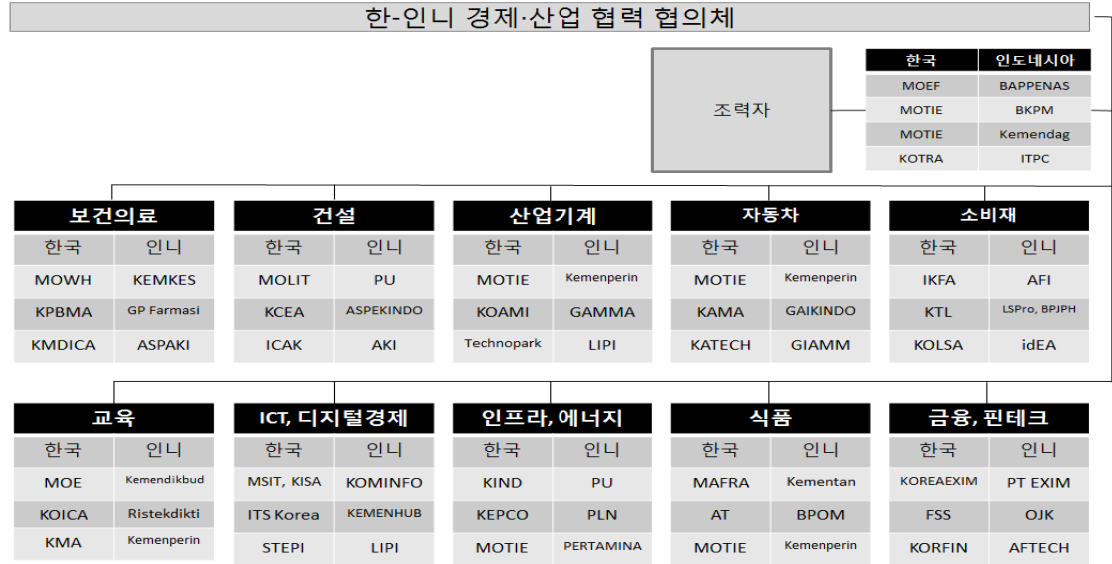 한-인니 경제·산업 협력 협의체
조력자
한국 인도네시아
MOEF BAPPENAS
MOTIE BKPM
MOTIE Kemendag
KOTRA ITPC
보건의료 건설 산업기계 자동차 소비재
한국 인니 한국 인니 한국 인니 한국 인니 한국 인니
MOWH KEMKES MOLIT PU MOTIE Kemenperin MOTIE Kemenperin IKFA AFI
KPBMA GP Farmasi KCEA ASPEKINDO KOAMI GAMMA KAMA GAIKINDO KTL LSPro, BPJPH
KMDICA ASPAKI ICAK AKI Technopark LIPI KATECH GIAMM KOLSA idEA
교육 ICT, 디지털경제 인프라, 에너지 식품 금융, 핀테크
한국 인니 한국 인니 한국 인니 한국 인니 한국 인니
MOE Kemendikbud MSIT, KISA KOMINFO KIND PU MAFRA Kementan KOREAEXIM PT EXIM
KOICA Ristekdikti ITS Korea KEMENHUB KEPCO PLN AT BPOM FSS OJK
KMA Kemenperin STEPI LIPI MOTIE PERTAMINA MOTIE Kemenperin KORFIN AFTECH